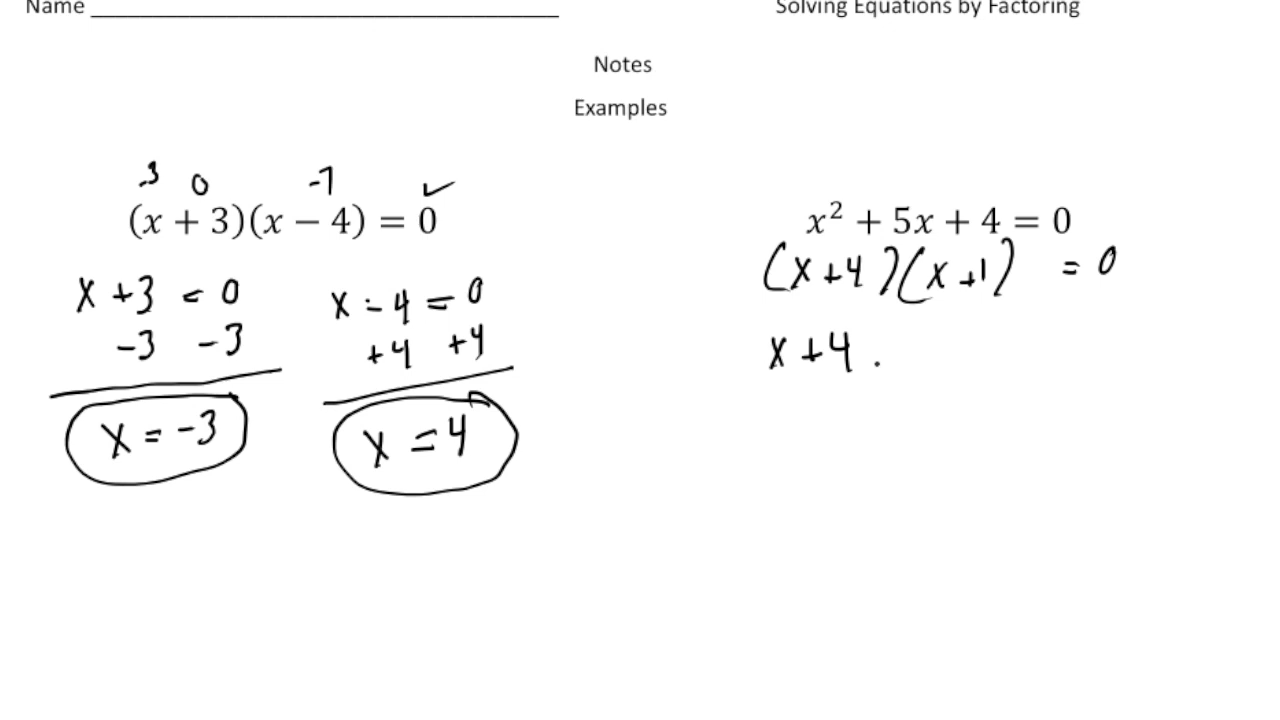 Name ______________________________________ Solving Equations by Factoring
Notes
Examples
-3 0 -7 ✓
(x + 3)(x − 4) = 0
x + 3 = 0
-3 -3
x = -3
x - 4 = 0
+4 +4
x = 4
x² + 5x + 4 = 0
(x + 4)(x + 1) = 0
x + 4 .